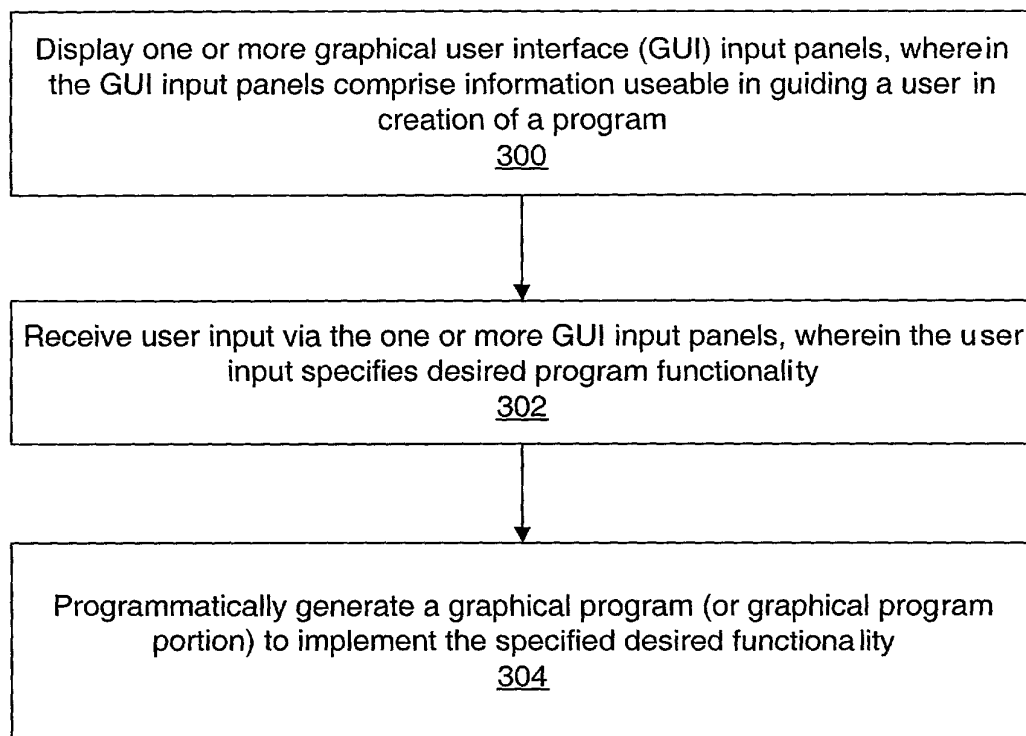 Display one or more graphical user interface (GUI) input panels, wherein
the GUI input panels comprise information useable in guiding a user in
creation of a program
300
Receive user input via the one or more GUI input panels, wherein the user
input specifies desired program functionality
302
Programmatically generate a graphical program (or graphical program
portion) to implement the specified desired functionality
304